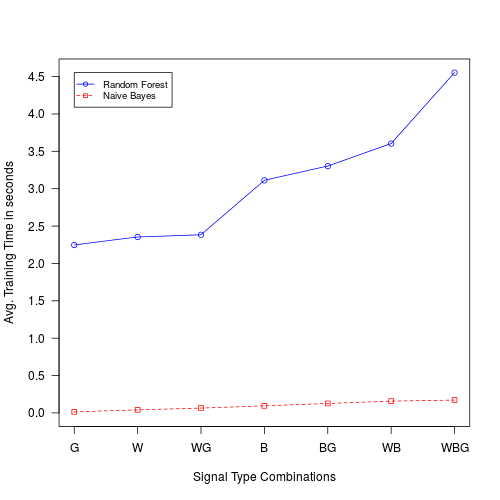 Random Forest
Naive Bayes
4.5
4.0
3.5
3.0
2.5
2.0
1.5
1.0
0.5
0.0
Avg. Training Time in seconds
G W WG B BG WB WBG
Signal Type Combinations